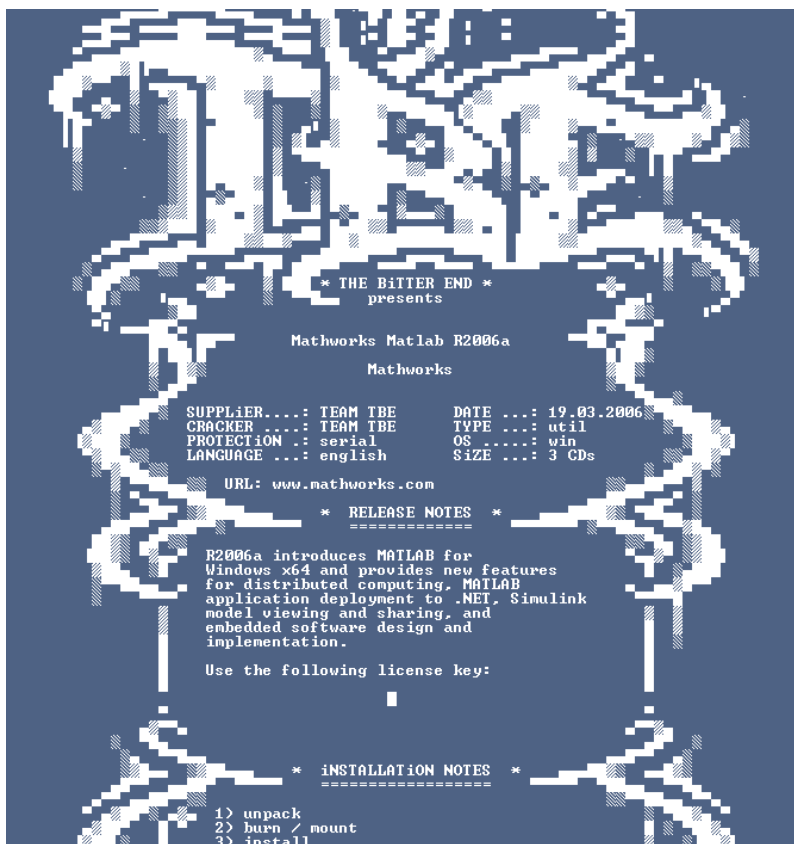 TBE
* THE BiTTER END *
presents
Mathworks Matlab R2006a
Mathworks
SUPPLiER....: TEAM TBE DATE ...: 19.03.2006
CRACKER ....: TEAM TBE TYPE ...: util
PROTECTiON .: serial OS .....: win
LANGUAGE ...: english SiZE ...: 3 CDs
URL: www.mathworks.com
* RELEASE NOTES *
=============
R2006a introduces MATLAB for
Windows x64 and provides new features
for distributed computing, MATLAB
application deployment to .NET, Simulink
model viewing and sharing, and
embedded software design and
implementation.
Use the following license key:
* iNSTALLATiON NOTES *
==================
1) unpack
2) burn / mount
3) install